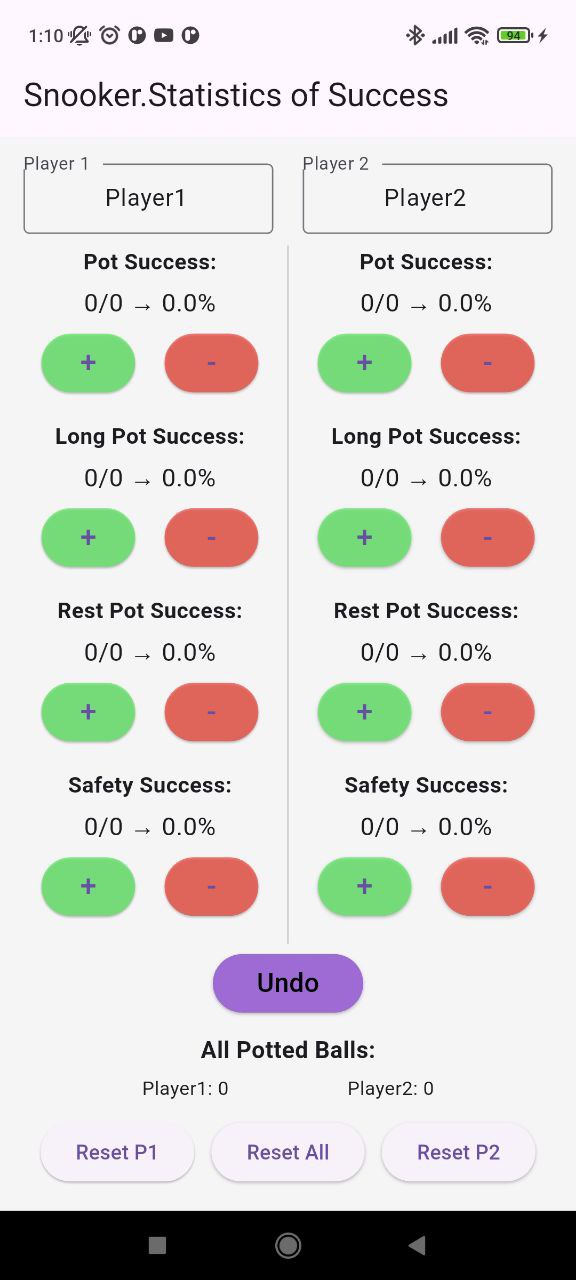 1:10
94
Snooker.Statistics of Success
Player 1 Player 2
Player1 Player2
Pot Success: Pot Success:
0/0 → 0.0% 0/0 → 0.0%
+ - + -
Long Pot Success: Long Pot Success:
0/0 → 0.0% 0/0 → 0.0%
+ - + -
Rest Pot Success: Rest Pot Success:
0/0 → 0.0% 0/0 → 0.0%
+ - + -
Safety Success: Safety Success:
0/0 → 0.0% 0/0 → 0.0%
+ - + -
Undo
All Potted Balls:
Player1: 0 Player2: 0
Reset P1 Reset All Reset P2